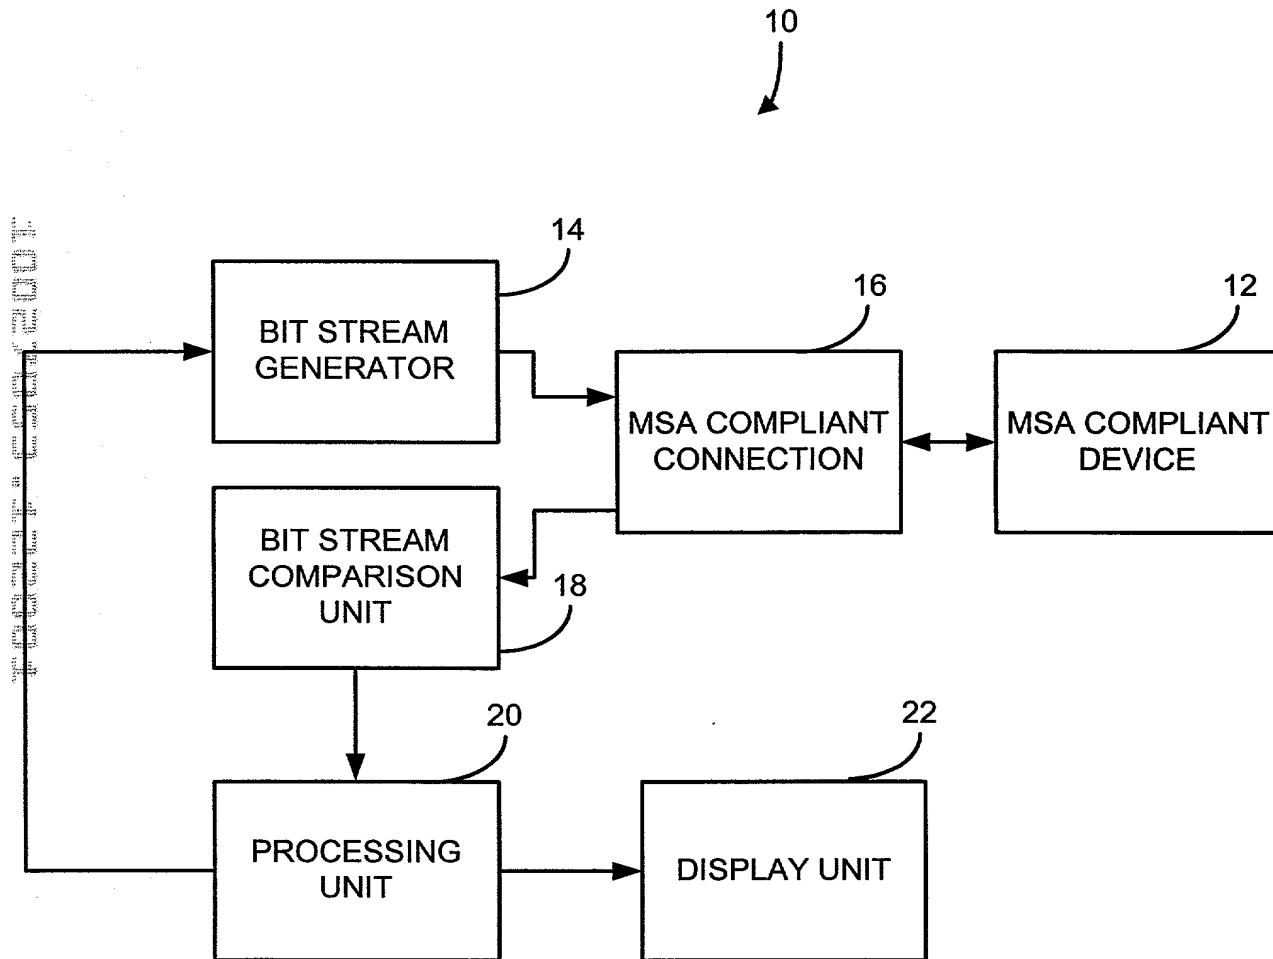 10
14
BIT STREAM
GENERATOR
16
MSA COMPLIANT
CONNECTION
12
MSA COMPLIANT
DEVICE
BIT STREAM
COMPARISON
UNIT
18
20
PROCESSING
UNIT
22
DISPLAY UNIT